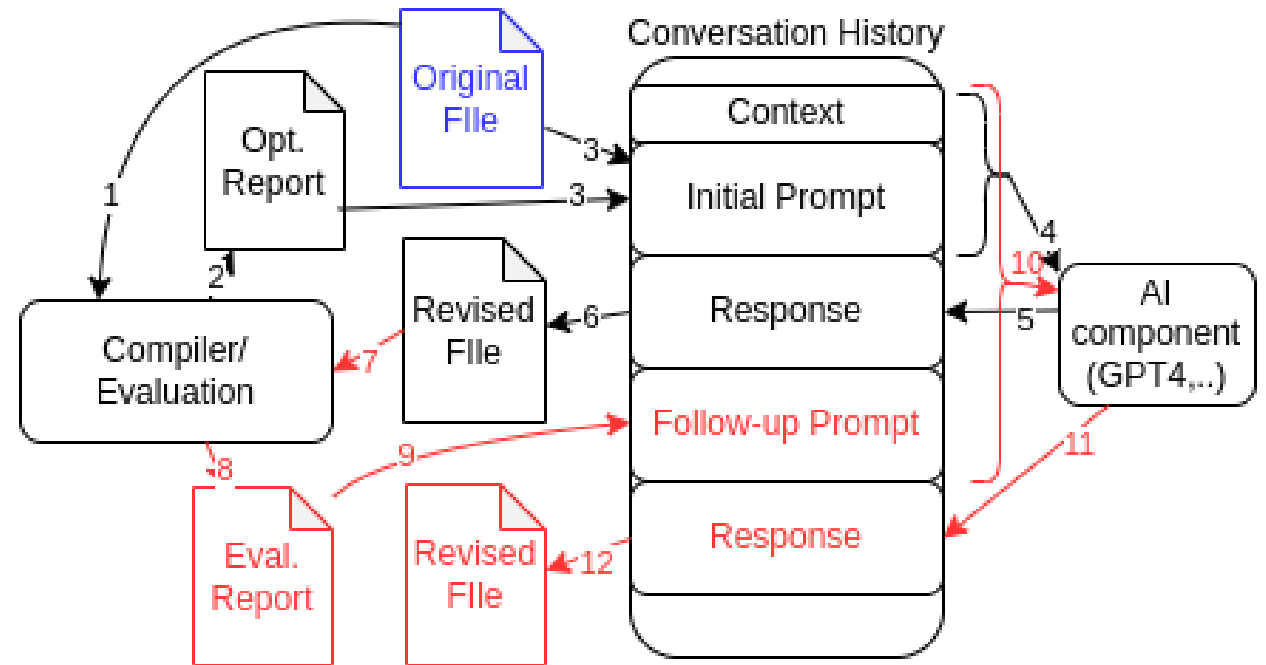 Conversation History
Original
FIle
Opt.
Report
Context
1
3
3
Initial Prompt
4
2
10
Revised
FIle
6
Response
5
AI
component
(GPT4,..)
Compiler/
Evaluation
7
Follow-up Prompt
8
9
11
Eval.
Report
Revised
FIle
12
Response